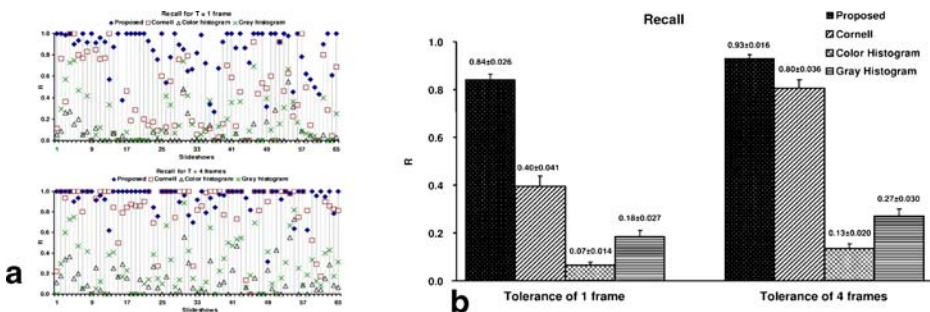 Recall for T = 1 frame
Proposed Cornell Color histogram Gray histogram
R
1.0
0.8
0.6
0.4
0.2
0.0
1 9 17 25 33 41 49 57 65
Slideshows
Recall for T = 4 frames
Proposed Cornell Color histogram Gray histogram
R
1.0
0.8
0.6
0.4
0.2
0.0
1 9 17 25 33 41 49 57 65
Slideshows
a
Recall
Proposed
Cornell
Color Histogram
Gray Histogram
R
1.0
0.8
0.6
0.4
0.2
0.0
0.84±0.026
0.40±0.041
0.07±0.014
0.18±0.027
0.93±0.016
0.80±0.036
0.13±0.020
0.27±0.030
Tolerance of 1 frame Tolerance of 4 frames
b